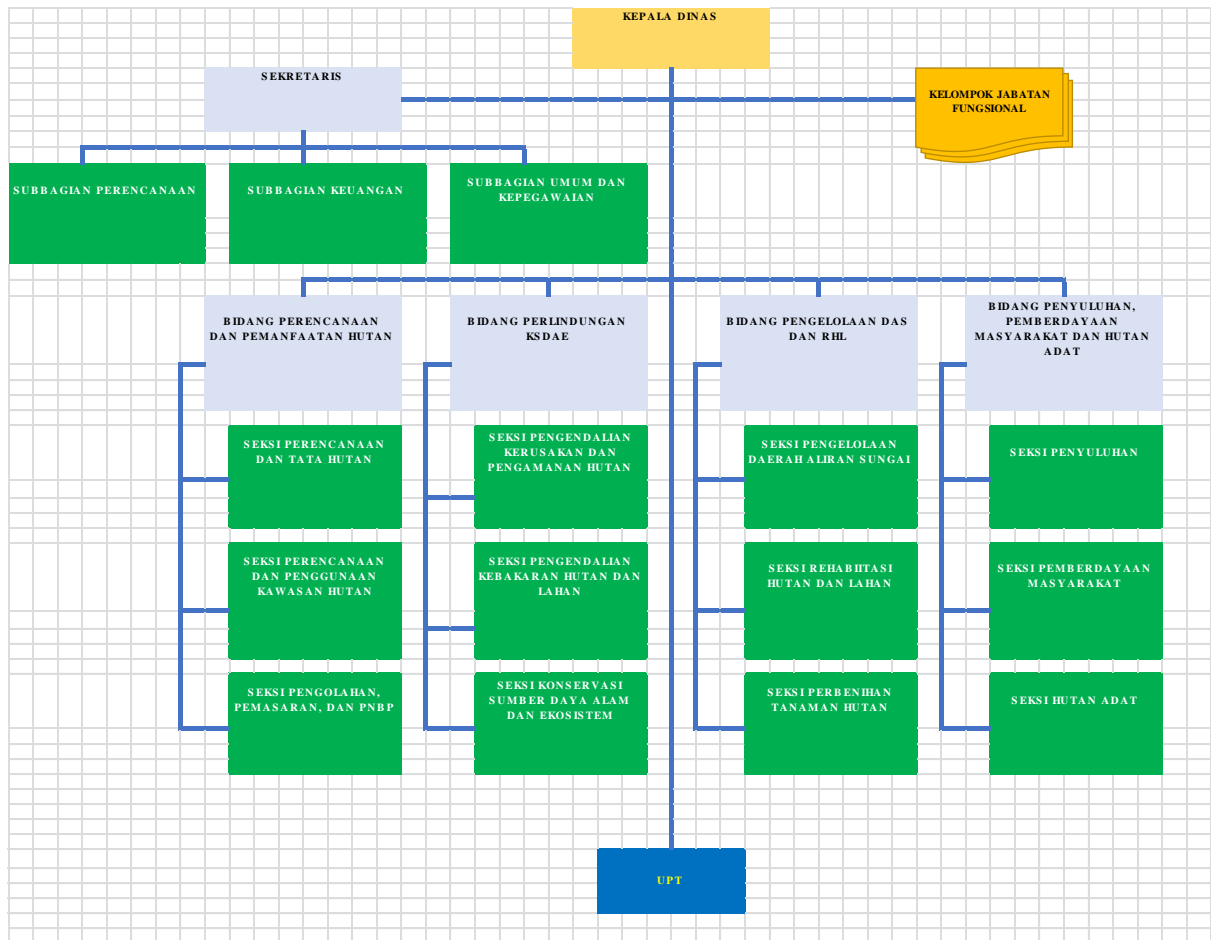 KEPALA DINAS
SEKRETARIS
KELOMPOK JABATAN
FUNGSIONAL
SUBBAGIAN PERENCANAAN
SUBBAGIAN KEUANGAN
SUBBAGIAN UMUM DAN
KEPEGAWAIAN
BIDANG PERENCANAAN
DAN PEMANFAATAN HUTAN
BIDANG PERLINDUNGAN
KSDAE
BIDANG PENGELOLAAN DAS
DAN RHL
BIDANG PENYULUHAN,
PEMBERDAYAAN
MASYARAKAT DAN HUTAN
ADAT
SEKSI PERENCANAAN
DAN TATA HUTAN
SEKSI PENGENDALIAN
KERUSAKAN DAN
PENGAMANAN HUTAN
SEKSI PENGELOLAAN
DAERAH ALIRAN SUNGAI
SEKSI PENYULUHAN
SEKSI PERENCANAAN
DAN PENGGUNAAN
KAWASAN HUTAN
SEKSI PENGENDALIAN
KEBAKARAN HUTAN DAN
LAHAN
SEKSI REHABIITASI
HUTAN DAN LAHAN
SEKSI PEMBERDAYAAN
MASYARAKAT
SEKSI PENGOLAHAN,
PEMASARAN, DAN PNBP
SEKSI KONSERVASI
SUMBER DAYA ALAM
DAN EKOSISTEM
SEKSI PERBENIHAN
TANAMAN HUTAN
SEKSI HUTAN ADAT
UPT